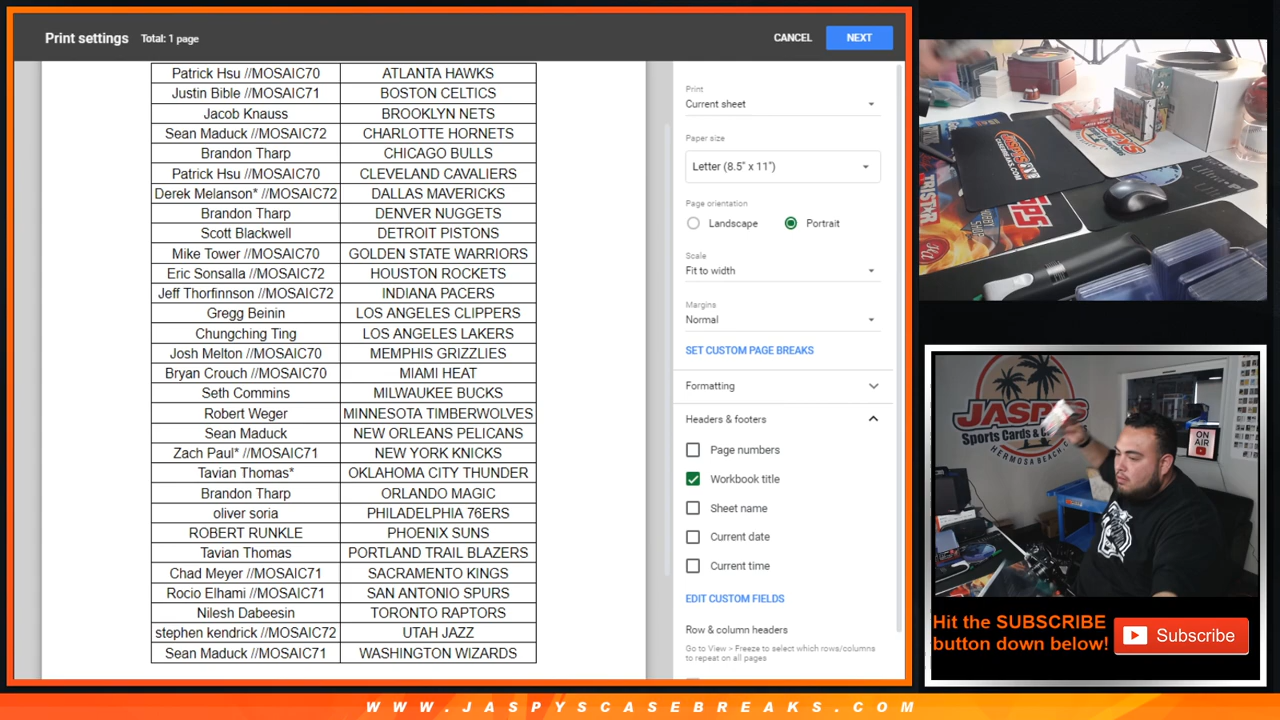 Print settings Total: 1 page CANCEL NEXT
Patrick Hsu //MOSAIC70 ATLANTA HAWKS
Justin Bible //MOSAIC71 BOSTON CELTICS
Jacob Knauss BROOKLYN NETS
Sean Maduck //MOSAIC72 CHARLOTTE HORNETS
Brandon Tharp CHICAGO BULLS
Patrick Hsu //MOSAIC70 CLEVELAND CAVALIERS
Derek Melanson* //MOSAIC72 DALLAS MAVERICKS
Brandon Tharp DENVER NUGGETS
Scott Blackwell DETROIT PISTONS
Mike Tower //MOSAIC70 GOLDEN STATE WARRIORS
Eric Sonsalla //MOSAIC72 HOUSTON ROCKETS
Jeff Thorfinnson //MOSAIC72 INDIANA PACERS
Gregg Beinin LOS ANGELES CLIPPERS
Chungching Ting LOS ANGELES LAKERS
Josh Melton //MOSAIC70 MEMPHIS GRIZZLIES
Bryan Crouch //MOSAIC70 MIAMI HEAT
Seth Commins MILWAUKEE BUCKS
Robert Weger MINNESOTA TIMBERWOLVES
Sean Maduck NEW ORLEANS PELICANS
Zach Paul* //MOSAIC71 NEW YORK KNICKS
Tavian Thomas* OKLAHOMA CITY THUNDER
Brandon Tharp ORLANDO MAGIC
oliver soria PHILADELPHIA 76ERS
ROBERT RUNKLE PHOENIX SUNS
Tavian Thomas PORTLAND TRAIL BLAZERS
Chad Meyer //MOSAIC71 SACRAMENTO KINGS
Rocio Elhami //MOSAIC71 SAN ANTONIO SPURS
Nilesh Dabeesin TORONTO RAPTORS
stephen kendrick //MOSAIC72 UTAH JAZZ
Sean Maduck //MOSAIC71 WASHINGTON WIZARDS
Print
Current sheet
Paper size
Letter (8.5" x 11")
Page orientation
Landscape Portrait
Scale
Fit to width
Margins
Normal
SET CUSTOM PAGE BREAKS
Formatting
Headers & footers
Page numbers
Workbook title
Sheet name
Current date
Current time
EDIT CUSTOM FIELDS
Row & column headers
Go to View > Freeze to select which rows/columns
to repeat on all pages
JASPY'S
Sports Cards &
HERMOSA BEACH
ON
AIR
Hit the SUBSCRIBE
button down below!
Subscribe
WWW.JASPYSCASEBREAKS.COM